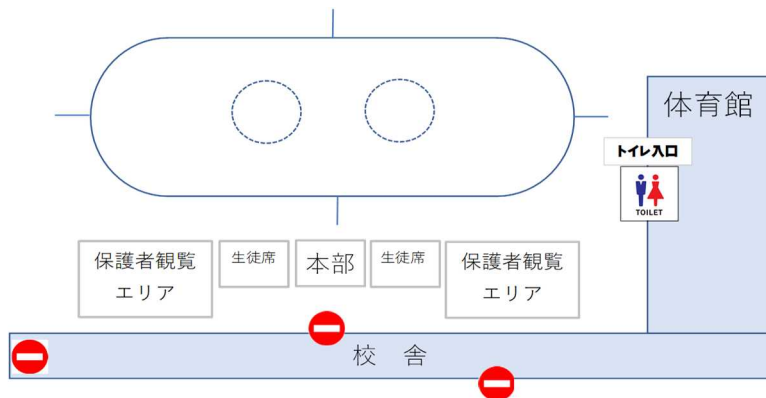 体育館
トイレ入口
TOILET
保護者観覧
エリア
生徒席
本部
生徒席
保護者観覧
エリア
校 舎